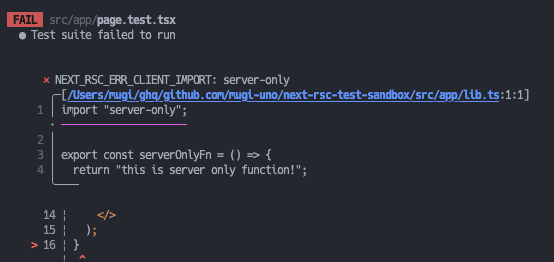 FAIL src/app/page.test.tsx
● Test suite failed to run
× NEXT_RSC_ERR_CLIENT_IMPORT: server-only
╭─[/Users/mugi/ghq/github.com/mugi-uno/next-rsc-test-sandbox/src/app/lib.ts:1:1]
1 │ import "server-only";
· ────────────────────
2 │
3 │ export const serverOnlyFn = () => {
4 │ return "this is server only function!";
╰────
14 ¦ </>
15 ¦ );
> 16 ¦ }
¦ ^